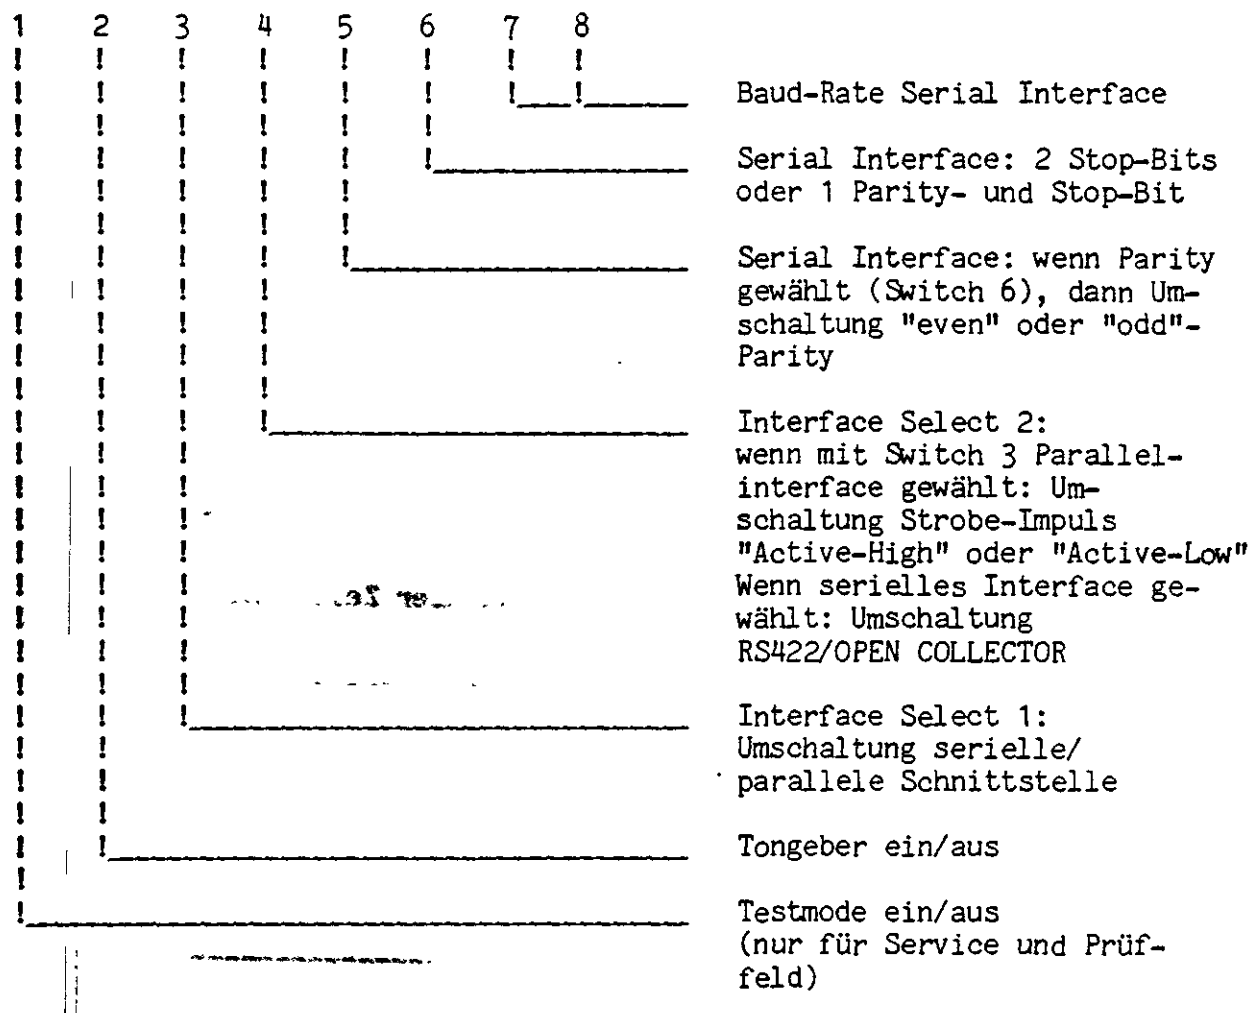 1 2 3 4 5 6 7 8
Baud-Rate Serial Interface
Serial Interface: 2 Stop-Bits
oder 1 Parity- und Stop-Bit
Serial Interface: wenn Parity
gewählt (Switch 6), dann Um-
schaltung "even" oder "odd"-
Parity
Interface Select 2:
wenn mit Switch 3 Parallel-
interface gewählt: Um-
schaltung Strobe-Impuls
"Active-High" oder "Active-Low"
Wenn serielles Interface ge-
wählt: Umschaltung
RS422/OPEN COLLECTOR
Interface Select 1:
Umschaltung serielle/
parallele Schnittstelle
Tongeber ein/aus
Testmode ein/aus
(nur für Service und Prüf-
feld)